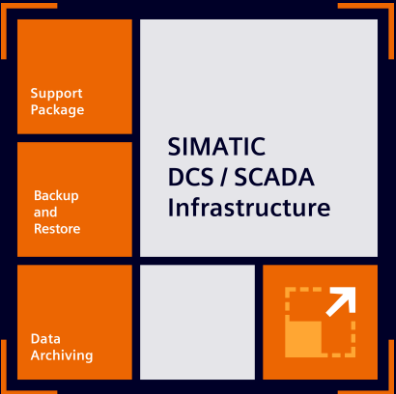 Support
Package
SIMATIC
DCS / SCADA
Infrastructure
Backup
and
Restore
Data
Archiving